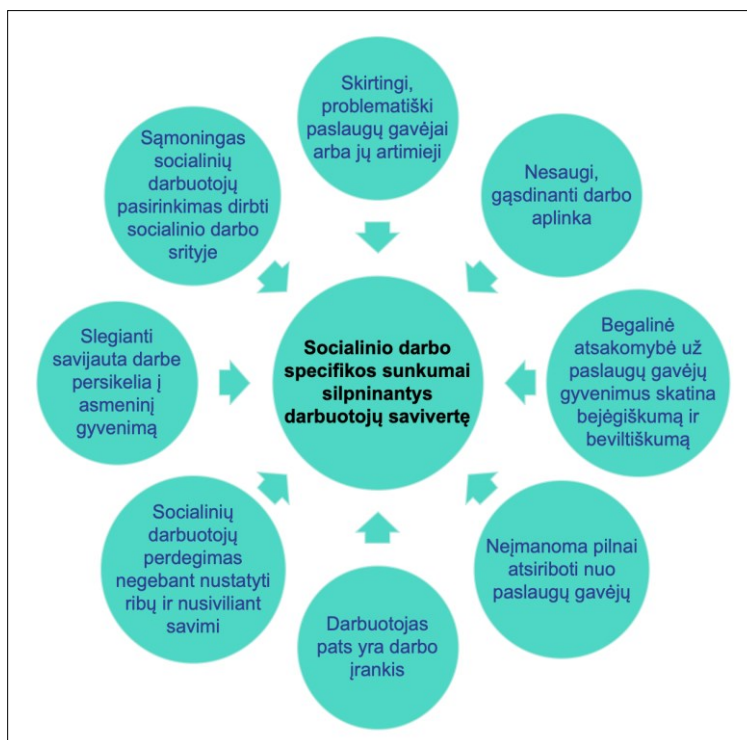 Skirtingi,
problematiški
paslaugų gavėjai
arba jų artimieji
Nesaugi,
gąsdinanti darbo
aplinka
Begalinė
atsakomybė už
paslaugų gavėjų
gyvenimus skatina
bejėgiškumą ir
beviltiškumą
Neįmanoma pilnai
atsiriboti nuo
paslaugų gavėjų
Darbuotojas
pats yra darbo
įrankis
Socialinių
darbuotojų
perdegimas
negebant nustatyti
ribų ir nusiviliant
savimi
Slegianti
savijauta darbe
persikelia į
asmeninį
gyvenimą
Sąmoningas
socialinių
darbuotojų
pasirinkimas dirbti
socialinio darbo
srityje
Socialinio darbo
specifikos sunkumai
silpninantys
darbuotojų savivertę